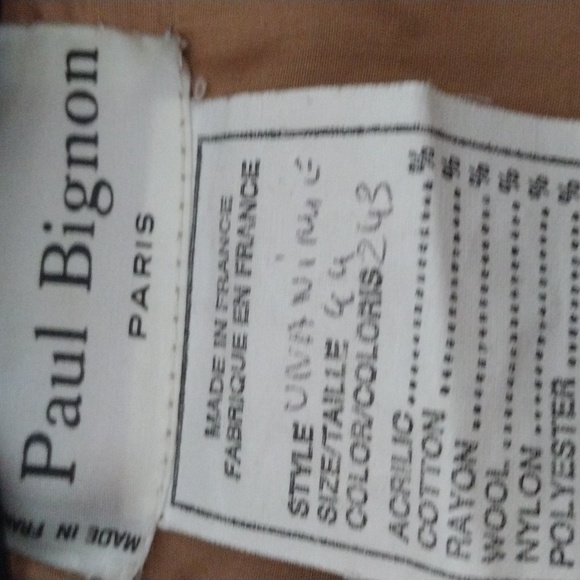 Paul Bignon
PARIS
MADE IN FRANCE
FABRIQUE EN FRANCE
STYLE UNANIME
SIZE/TAILLE 44
COLOR/COLORIS 243
ACRILIC..................%
COTTON..................%
RAYON..................%
WOOL..................%
NYLON..................%
POLYESTER..................%
MADE IN